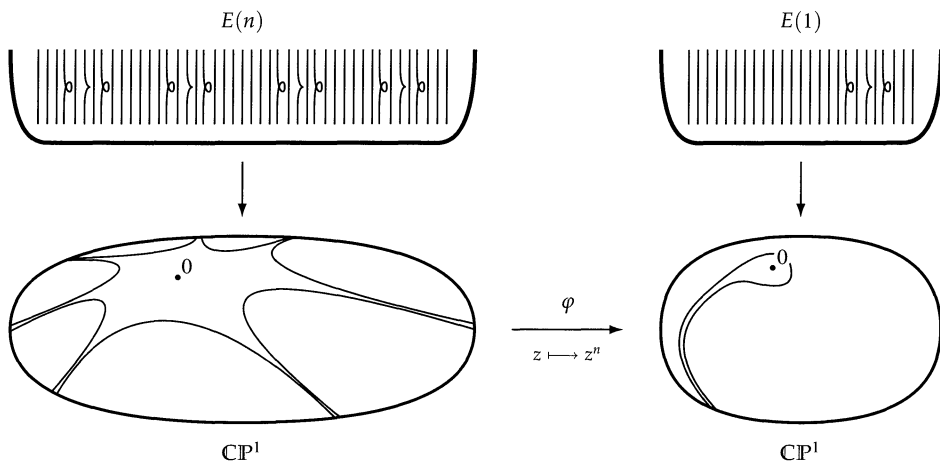 E(n)
E(1)
0
0
φ
z ⟼ zⁿ
ℂℙ¹
ℂℙ¹